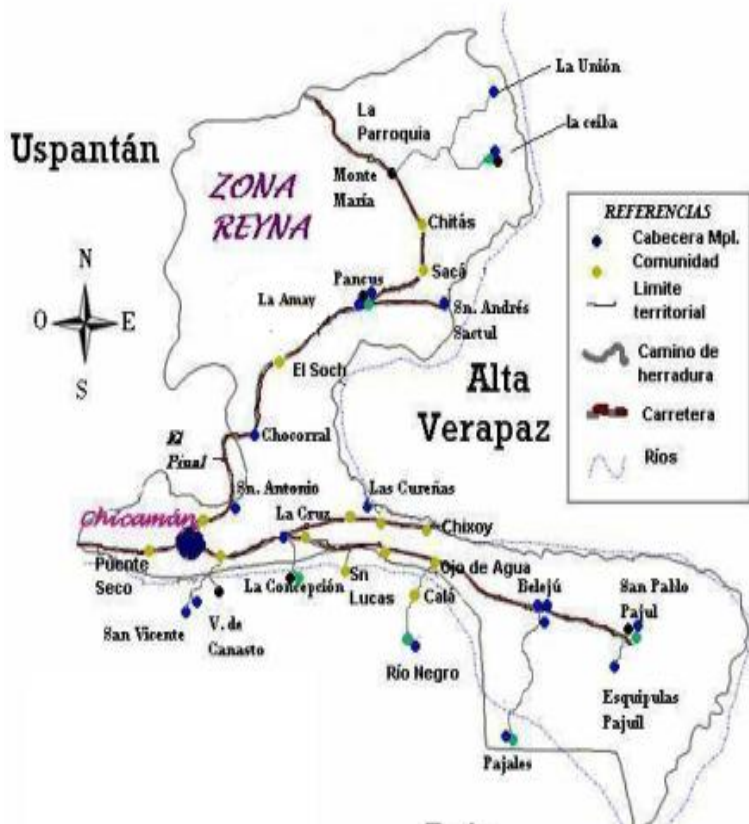 La Unión
La
Parroquia
la ceiba
Uspantán
ZONA
REYNA
Monte
María
REFERENCIAS
Cabecera Mpl.
Comunidad
Limite
territorial
Camino de
herradura
Carretera
Ríos
Chitás
Sacá
Pancus
La Amay
Sn. Andrés
Sactul
N
O
E
S
El Soch
Alta
Verapaz
Chocorral
El
Pinal
Sn. Antonio
Las Cureñas
Chicamán
La Cruz
Chixoy
Puente
Seco
La Concepción
Sn
Lucas
Ojo de Agua
Calá
Belejú
San Pablo
Pajul
San Vicente
V. de
Canasto
Río Negro
Esquipulas
Pajuil
Pajales